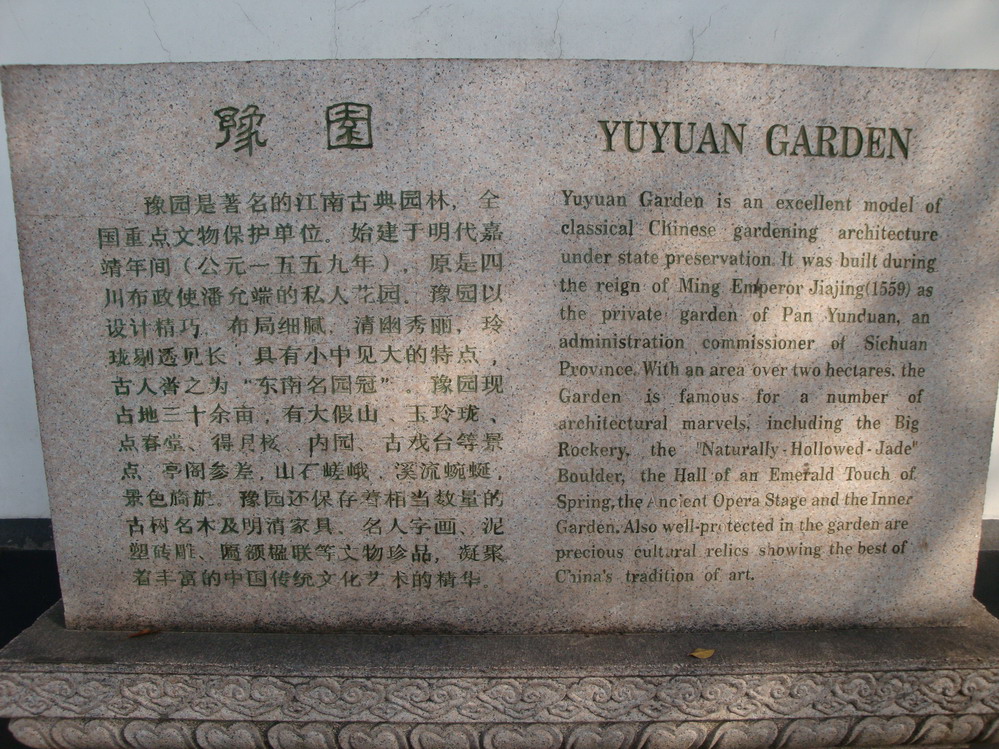 豫園
豫园是著名的江南古典园林，全
国重点文物保护单位。始建于明代嘉
靖年间（公元一五五九年），原是四
川布政使潘允端的私人花园。豫园以
设计精巧、布局细腻、清幽秀丽，玲
珑剔透见长，具有小中见大的特点，
古人誉之为“东南名园冠”。豫园现
占地三十余亩，有大假山、玉玲珑、
点春堂、得月楼、内园、古戏台等景
点，亭阁参差，山石嵯峨，溪流蜿蜒，
景色旖旎。豫园还保存着相当数量的
古树名木及明清家具、名人字画、泥
塑砖雕、匾额楹联等文物珍品，凝聚
着丰富的中国传统文化艺术的精华。
YUYUAN GARDEN
Yuyuan Garden is an excellent model of
classical Chinese gardening architecture
under state preservation. It was built during
the reign of Ming Emperor Jiajing(1559) as
the private garden of Pan Yunduan, an
administration commissioner of Sichuan
Province. With an area over two hectares, the
Garden is famous for a number of
architectural marvels, including the Big
Rockery, the "Naturally-Hollowed-Jade"
Boulder, the Hall of an Emerald Touch of
Spring, the Ancient Opera Stage and the Inner
Garden. Also well-protected in the garden are
precious cultural relics showing the best of
China's tradition of art.